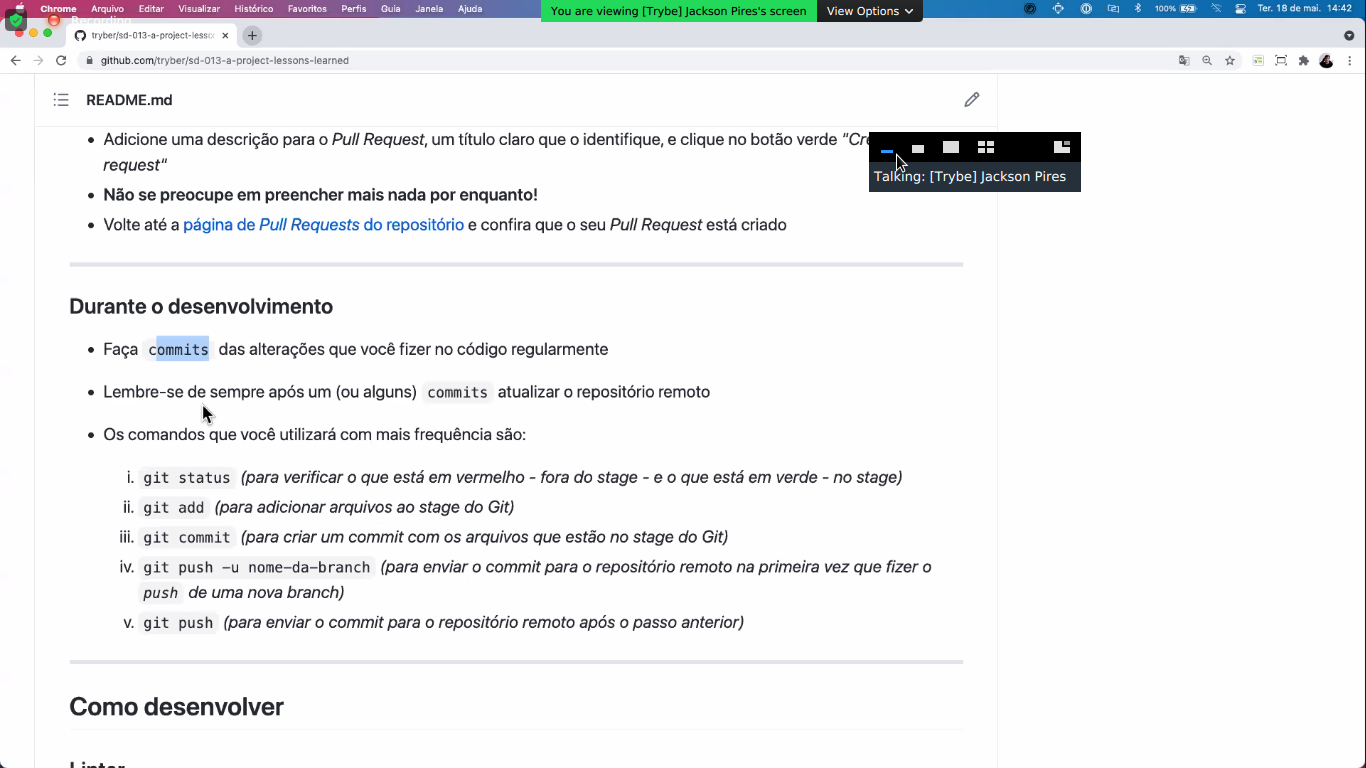 Chrome Arquivo Editar Visualizar Histórico Favoritos Perfis Guia Janela Ajuda
You are viewing [Trybe] Jackson Pires's screen View Options
100% Ter. 18 de mai. 14:42
Recording
tryber/sd-013-a-project-lesso
github.com/tryber/sd-013-a-project-lessons-learned
README.md
• Adicione uma descrição para o Pull Request, um título claro que o identifique, e clique no botão verde "Cre
request"
• Não se preocupe em preencher mais nada por enquanto!
Talking: [Trybe] Jackson Pires
• Volte até a página de Pull Requests do repositório e confira que o seu Pull Request está criado
Durante o desenvolvimento
• Faça commits das alterações que você fizer no código regularmente
• Lembre-se de sempre após um (ou alguns) commits atualizar o repositório remoto
• Os comandos que você utilizará com mais frequência são:
i. git status (para verificar o que está em vermelho - fora do stage - e o que está em verde - no stage)
ii. git add (para adicionar arquivos ao stage do Git)
iii. git commit (para criar um commit com os arquivos que estão no stage do Git)
iv. git push -u nome-da-branch (para enviar o commit para o repositório remoto na primeira vez que fizer o
push de uma nova branch)
v. git push (para enviar o commit para o repositório remoto após o passo anterior)
Como desenvolver
Linter